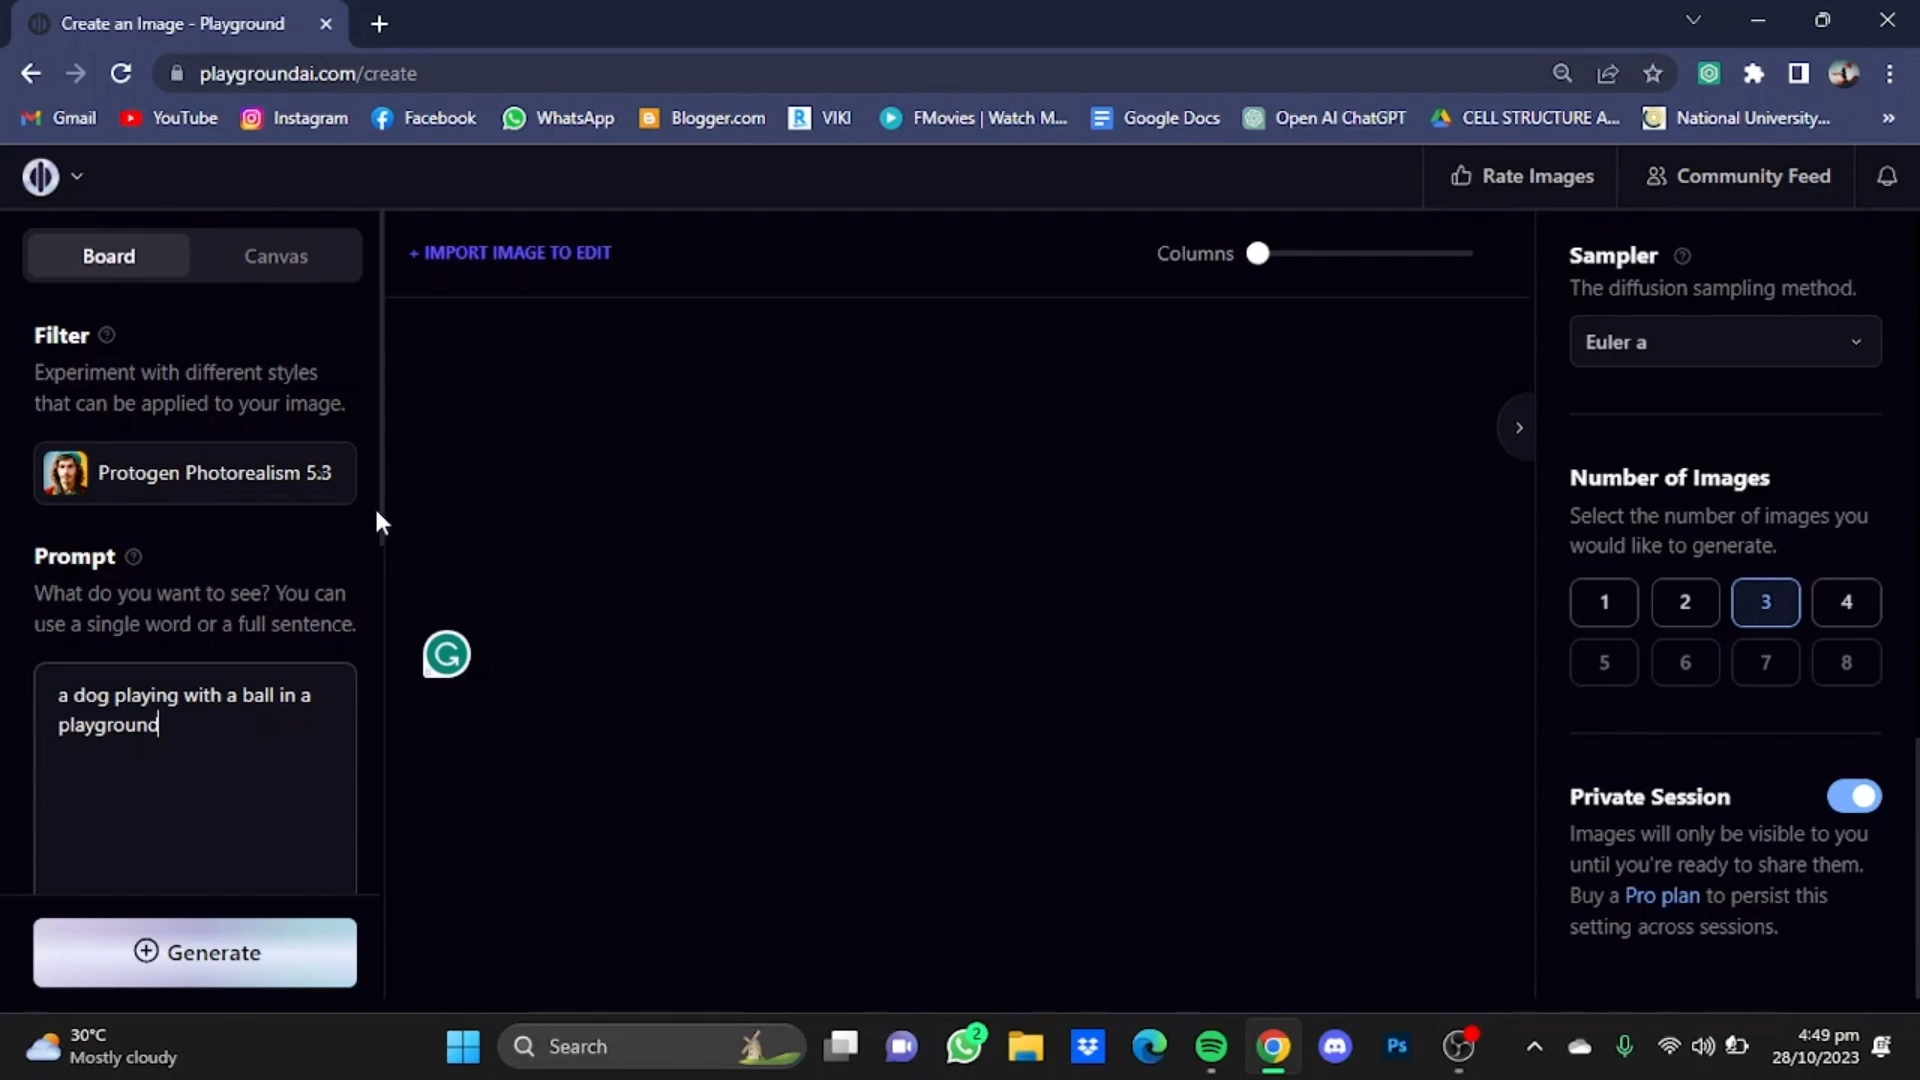 Create an Image - Playground
playgroundai.com/create
Gmail
YouTube
Instagram
Facebook
WhatsApp
Blogger.com
VIKI
FMovies | Watch M...
Google Docs
Open AI ChatGPT
CELL STRUCTURE A...
National University...
Rate Images
Community Feed
Board
Canvas
+ IMPORT IMAGE TO EDIT
Columns
Filter
Experiment with different styles
that can be applied to your image.
Protogen Photorealism 5.3
Prompt
What do you want to see? You can
use a single word or a full sentence.
a dog playing with a ball in a
playground
Generate
Sampler
The diffusion sampling method.
Euler a
Number of Images
Select the number of images you
would like to generate.
1 2 3 4
5 6 7 8
Private Session
Images will only be visible to you
until you're ready to share them.
Buy a Pro plan to persist this
setting across sessions.
30°C
Mostly cloudy
Search
2
Ps
4:49 pm
28/10/2023